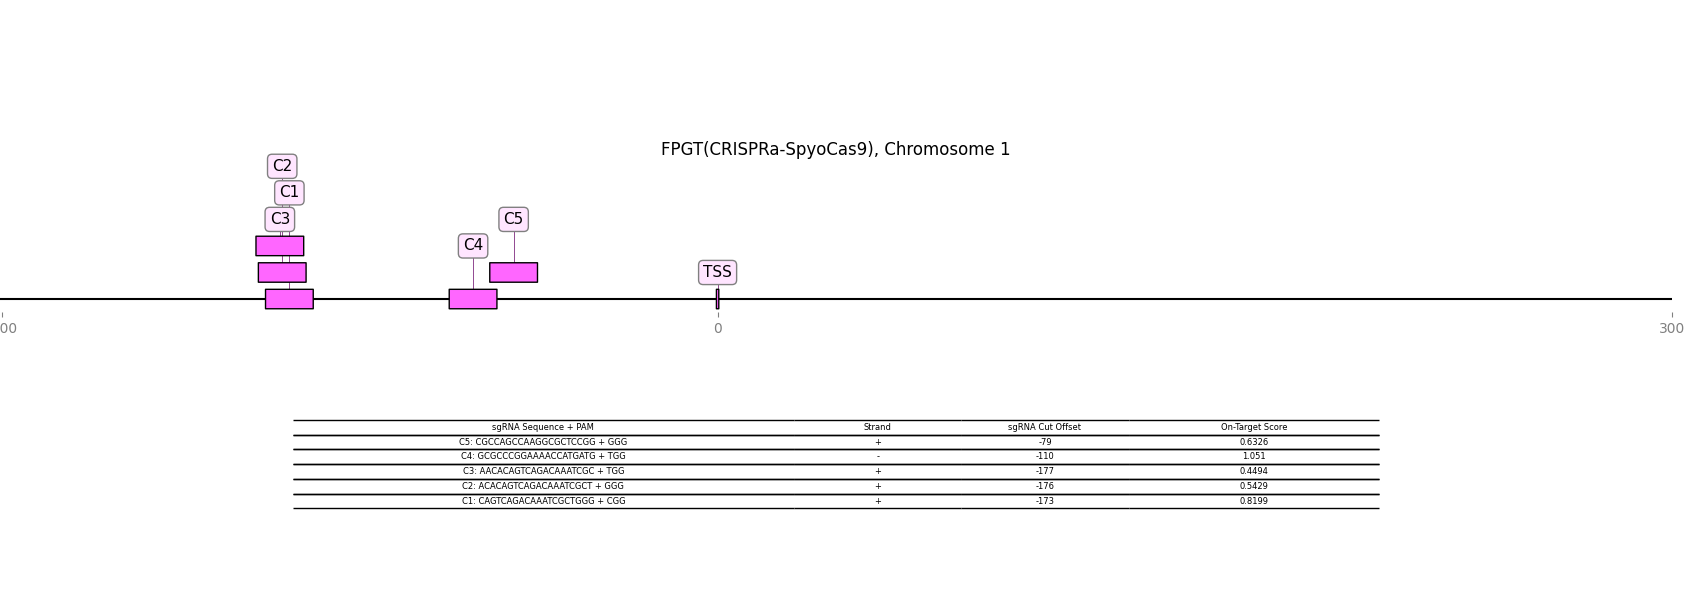 FPGT(CRISPRa-SpyoCas9), Chromosome 1
C2
C1
C3
C5
C4
TSS
00
0
300
sgRNA Sequence + PAM Strand sgRNA Cut Offset On-Target Score
C5: CGCCAGCCAAGGCGCTCCGG + GGG + -79 0.6326
C4: GCGCCCGGAAAACCATGATG + TGG - -110 1.051
C3: AACACAGTCAGACAAATCGC + TGG + -177 0.4494
C2: ACACAGTCAGACAAATCGCT + GGG + -176 0.5429
C1: CAGTCAGACAAATCGCTGGG + CGG + -173 0.8199